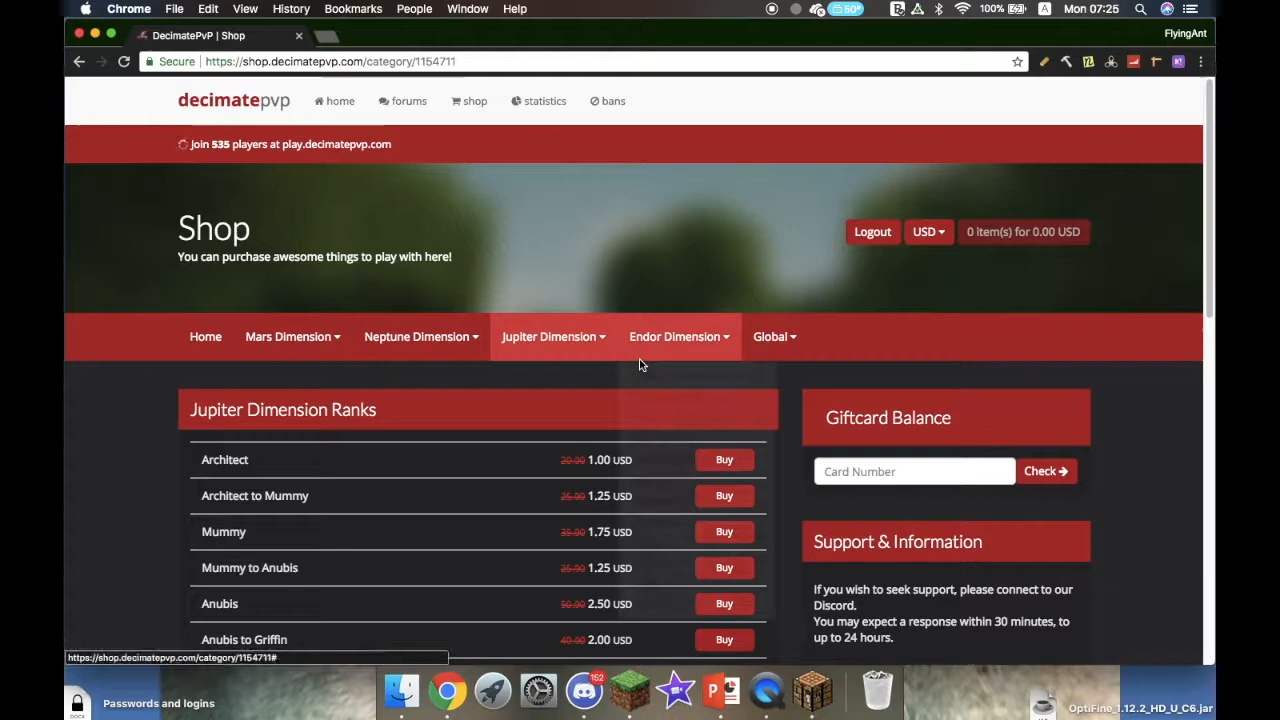 Chrome File Edit View History Bookmarks People Window Help 50° 100% A Mon 07:25
DecimatePvP | Shop FlyingAnt
Secure https://shop.decimatepvp.com/category/1154711
decimatepvp home forums shop statistics bans
Join 535 players at play.decimatepvp.com
Shop
You can purchase awesome things to play with here!
Logout USD 0 item(s) for 0.00 USD
Home Mars Dimension Neptune Dimension Jupiter Dimension Endor Dimension Global
Jupiter Dimension Ranks
Architect 20.00 1.00 USD Buy
Architect to Mummy 25.00 1.25 USD Buy
Mummy 35.00 1.75 USD Buy
Mummy to Anubis 25.00 1.25 USD Buy
Anubis 50.00 2.50 USD Buy
Anubis to Griffin 40.00 2.00 USD Buy
Giftcard Balance
Card Number Check
Support & Information
If you wish to seek support, please connect to our
Discord.
You may expect a response within 30 minutes, to
up to 24 hours.
https://shop.decimatepvp.com/category/1154711#
152
DOCX
Passwords and logins
OptiFine_1.12.2_HD_U_C6.jar